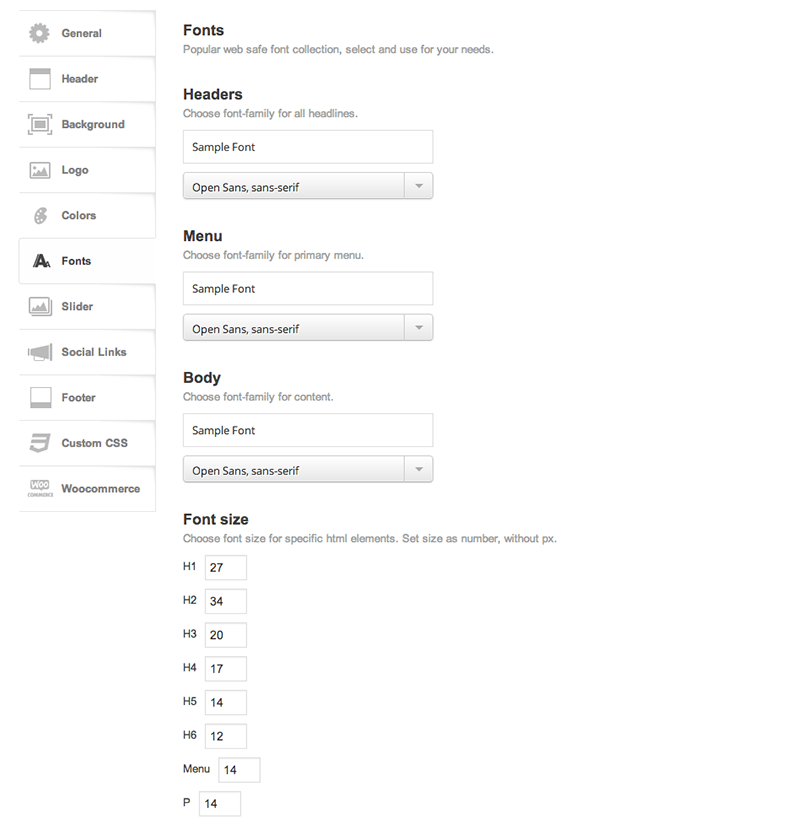 General
Header
Background
Logo
Colors
Fonts
Slider
Social Links
Footer
Custom CSS
WOO
COMMERCE
Woocommerce
Fonts
Popular web safe font collection, select and use for your needs.
Headers
Choose font-family for all headlines.
Sample Font
Open Sans, sans-serif
Menu
Choose font-family for primary menu.
Sample Font
Open Sans, sans-serif
Body
Choose font-family for content.
Sample Font
Open Sans, sans-serif
Font size
Choose font size for specific html elements. Set size as number, without px.
H1 27
H2 34
H3 20
H4 17
H5 14
H6 12
Menu 14
P 14